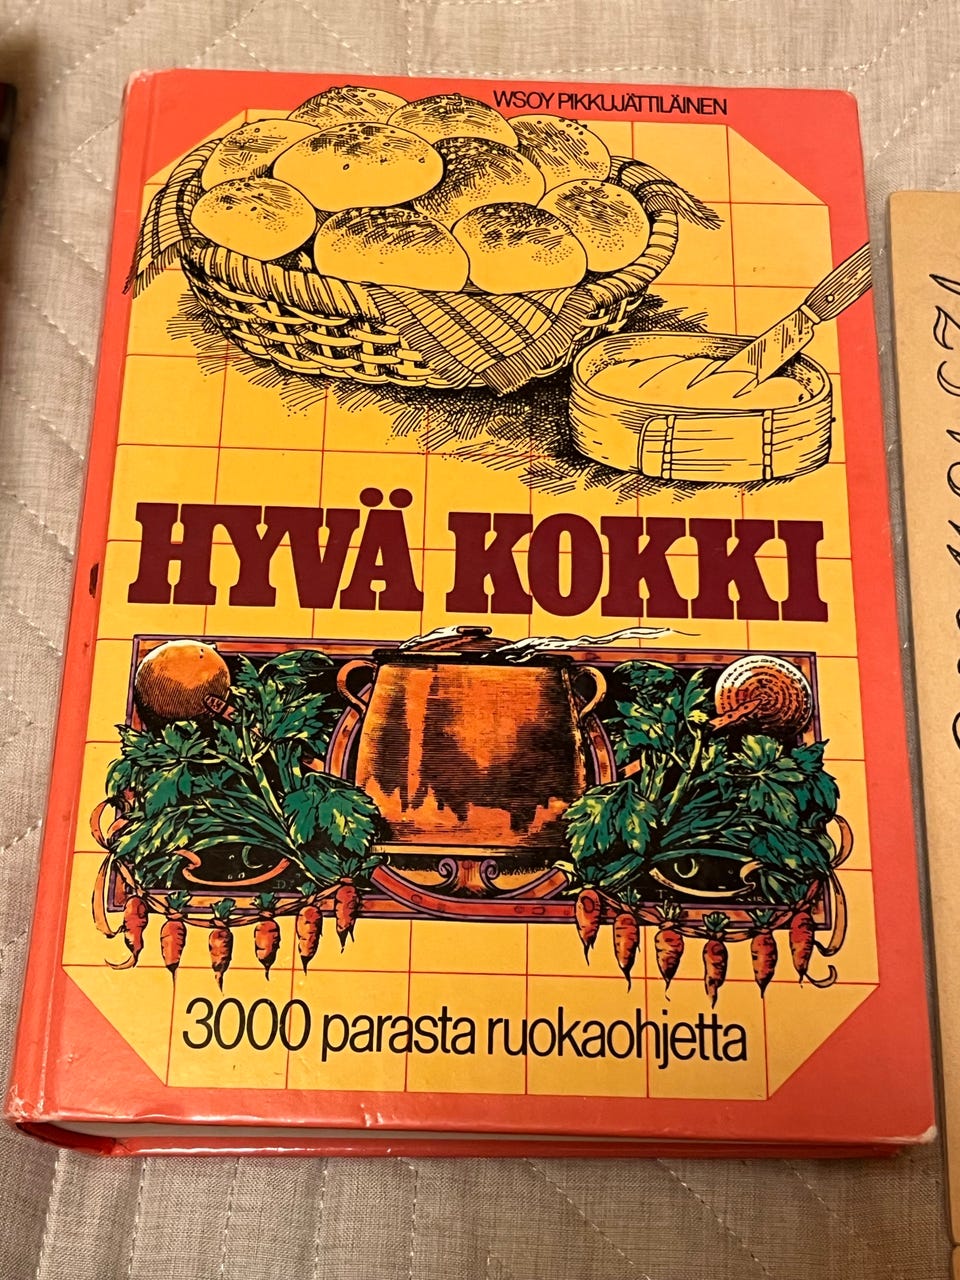 WSOY PIKKUJÄTTILÄINEN
HYVÄ KOKKI
3000 parasta ruokaohjetta